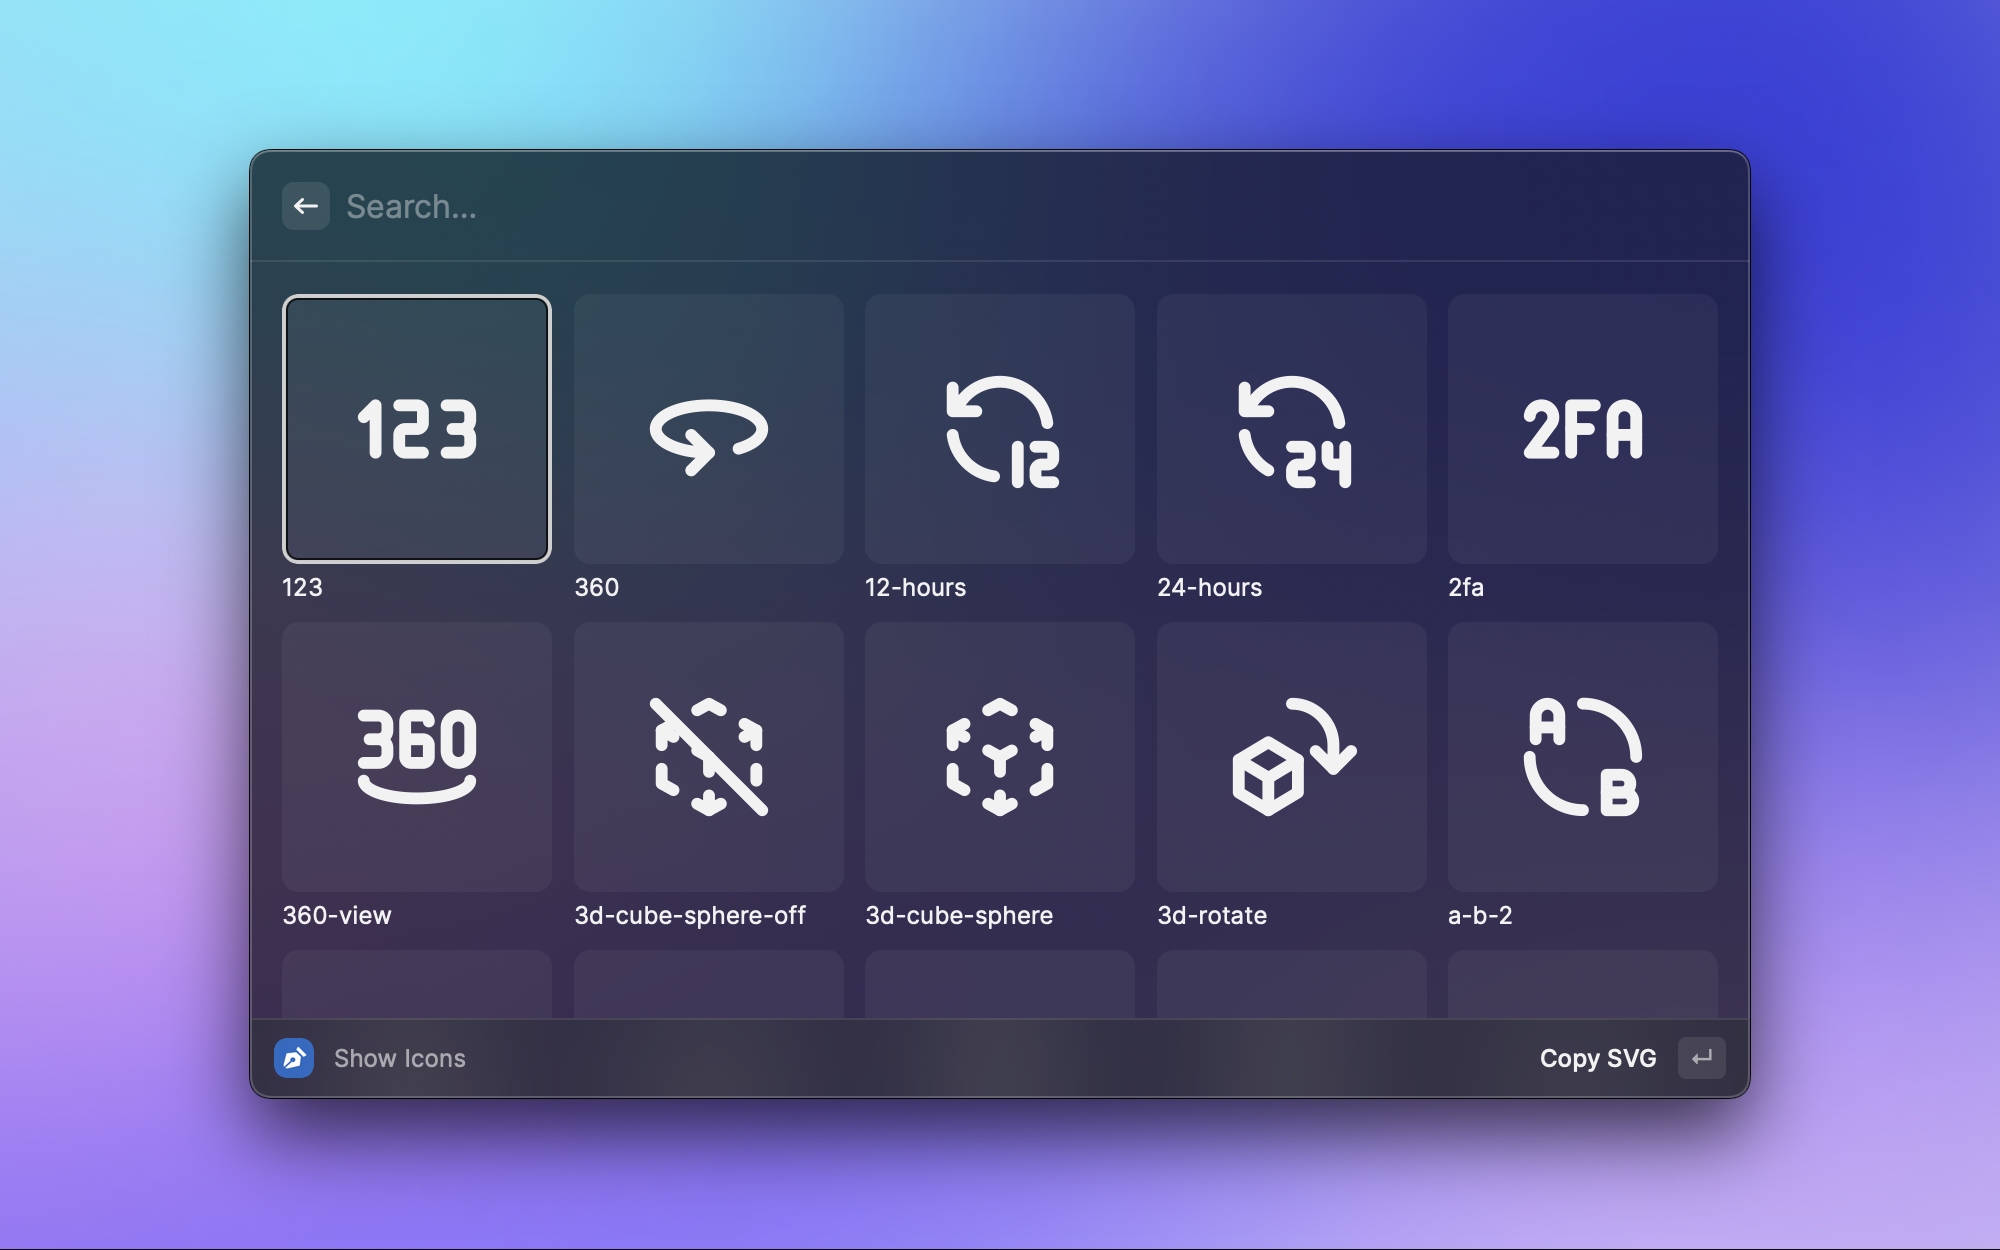 Search...
123
12
24
2FA
123
360
12-hours
24-hours
2fa
360
A
B
360-view
3d-cube-sphere-off
3d-cube-sphere
3d-rotate
a-b-2
Show Icons
Copy SVG